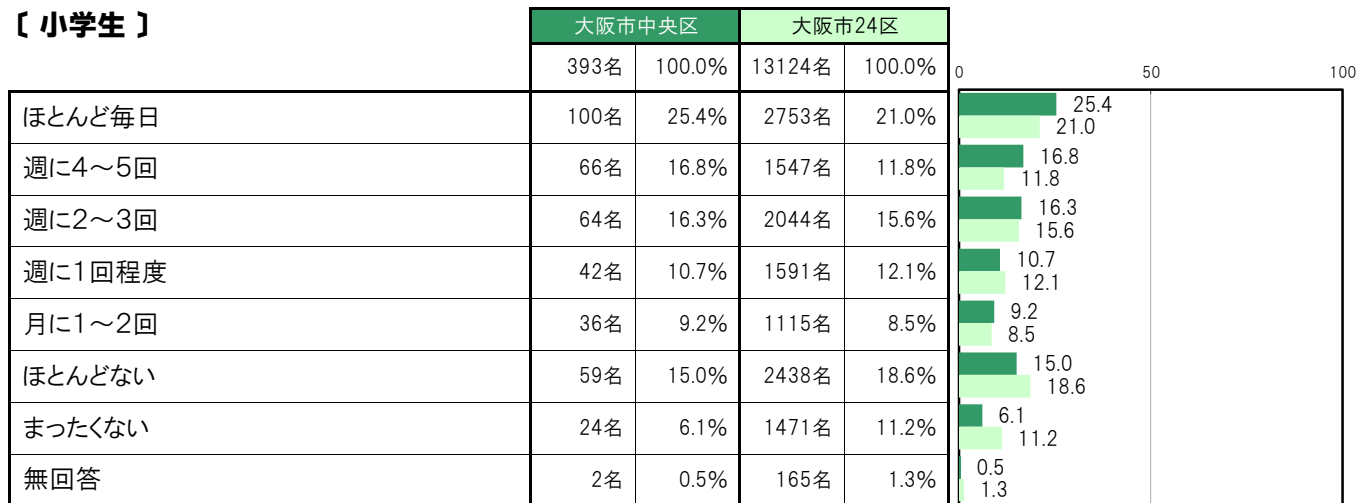 〔 小学生 〕
大阪市中央区 大阪市24区
393名 100.0% 13124名 100.0% 0 50 100
ほとんど毎日 100名 25.4% 2753名 21.0% 25.4
21.0
週に4～5回 66名 16.8% 1547名 11.8% 16.8
11.8
週に2～3回 64名 16.3% 2044名 15.6% 16.3
15.6
週に1回程度 42名 10.7% 1591名 12.1% 10.7
12.1
月に1～2回 36名 9.2% 1115名 8.5% 9.2
8.5
ほとんどない 59名 15.0% 2438名 18.6% 15.0
18.6
まったくない 24名 6.1% 1471名 11.2% 6.1
11.2
無回答 2名 0.5% 165名 1.3% 0.5
1.3